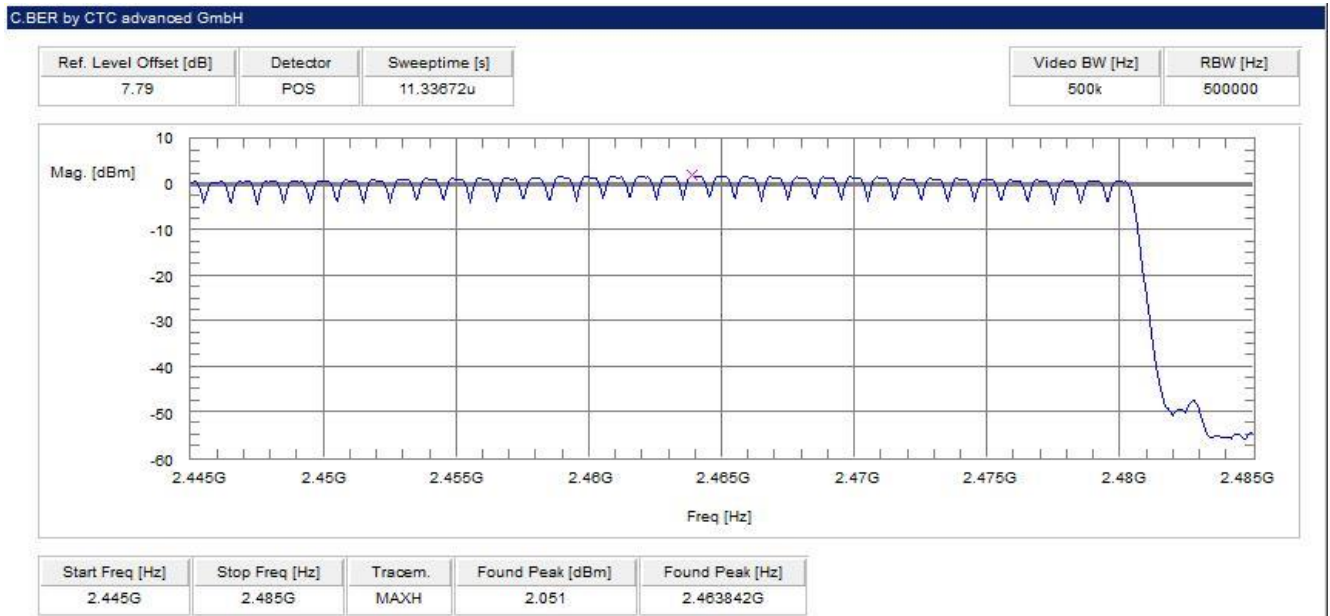 C.BER by CTC advanced GmbH
Ref. Level Offset [dB] Detector Sweeptime [s] Video BW [Hz] RBW [Hz]
7.79 POS 11.33672u 500k 500000
10
Mag. [dBm]
0
-10
-20
-30
-40
-50
-60
2.445G 2.45G 2.455G 2.46G 2.465G 2.47G 2.475G 2.48G 2.485G
Freq [Hz]
Start Freq [Hz] Stop Freq [Hz] Tracem. Found Peak [dBm] Found Peak [Hz]
2.445G 2.485G MAXH 2.051 2.463842G